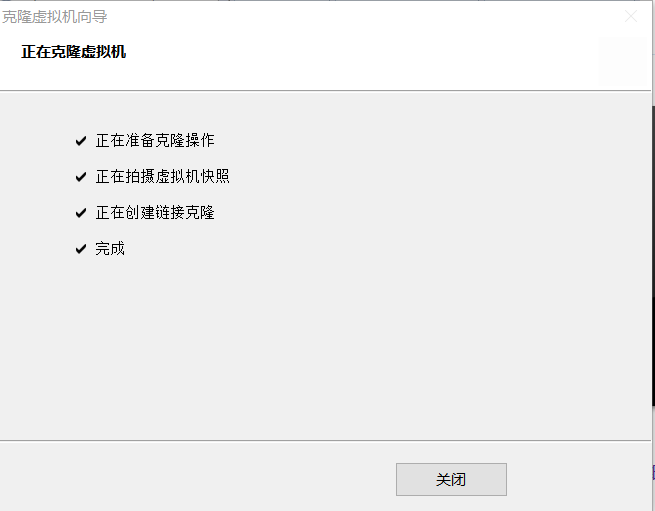 克隆虚拟机向导
正在克隆虚拟机
正在准备克隆操作
正在拍摄虚拟机快照
正在创建链接克隆
完成
关闭